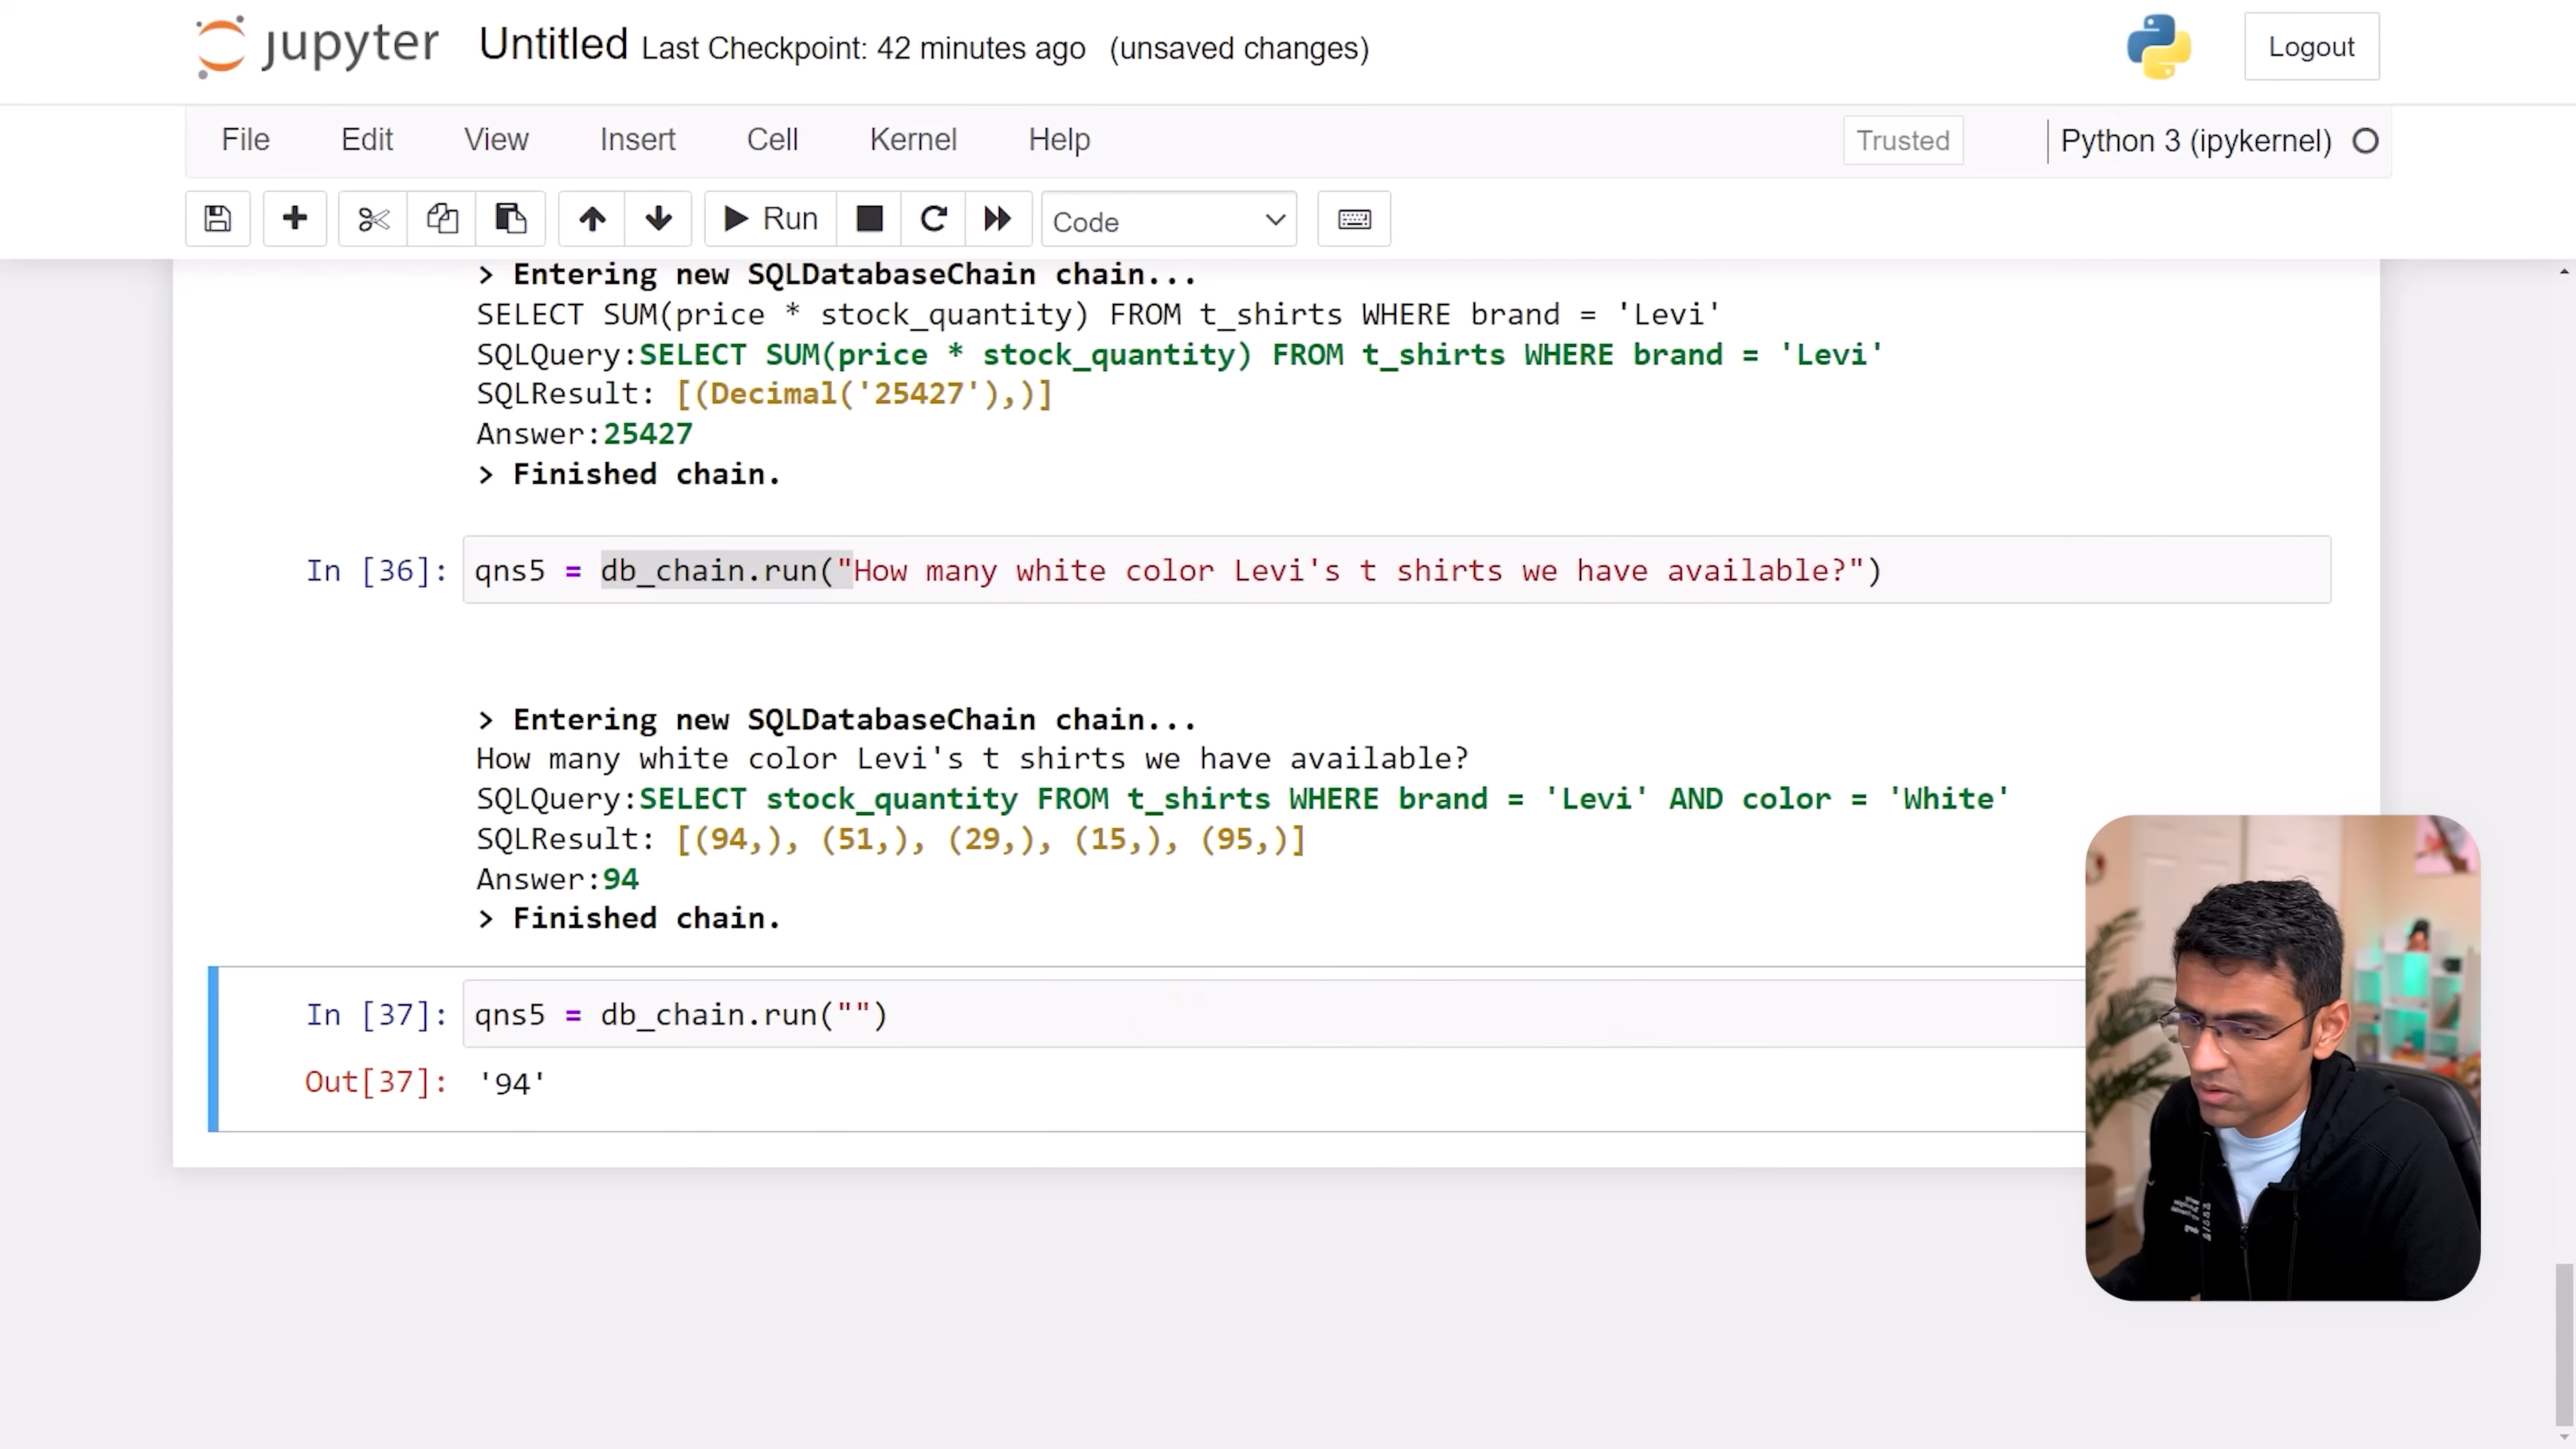 jupyter Untitled Last Checkpoint: 42 minutes ago (unsaved changes) Logout
File Edit View Insert Cell Kernel Help Trusted Python 3 (ipykernel)
Run Code
> Entering new SQLDatabaseChain chain...
SELECT SUM(price * stock_quantity) FROM t_shirts WHERE brand = 'Levi'
SQLQuery:SELECT SUM(price * stock_quantity) FROM t_shirts WHERE brand = 'Levi'
SQLResult: [(Decimal('25427'),)]
Answer:25427
> Finished chain.
In [36]: qns5 = db_chain.run("How many white color Levi's t shirts we have available?")
> Entering new SQLDatabaseChain chain...
How many white color Levi's t shirts we have available?
SQLQuery:SELECT stock_quantity FROM t_shirts WHERE brand = 'Levi' AND color = 'White'
SQLResult: [(94,), (51,), (29,), (15,), (95,)]
Answer:94
> Finished chain.
In [37]: qns5 = db_chain.run("")
Out[37]: '94'